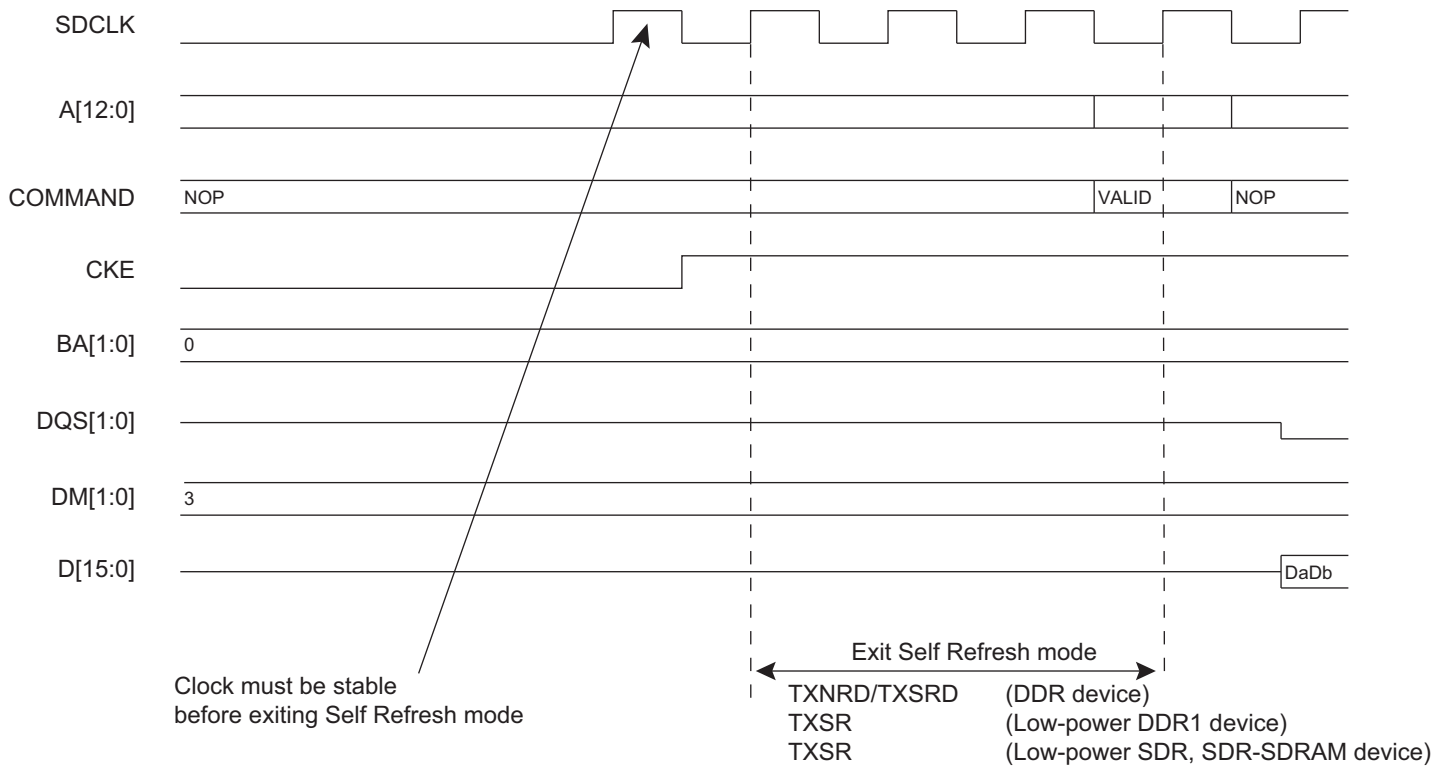 SDCLK
A[12:0]
COMMAND NOP VALID NOP
CKE
BA[1:0] 0
DQS[1:0]
DM[1:0] 3
D[15:0] DaDb
Clock must be stable
before exiting Self Refresh mode
Exit Self Refresh mode
TXNRD/TXSRD (DDR device)
TXSR (Low-power DDR1 device)
TXSR (Low-power SDR, SDR-SDRAM device)